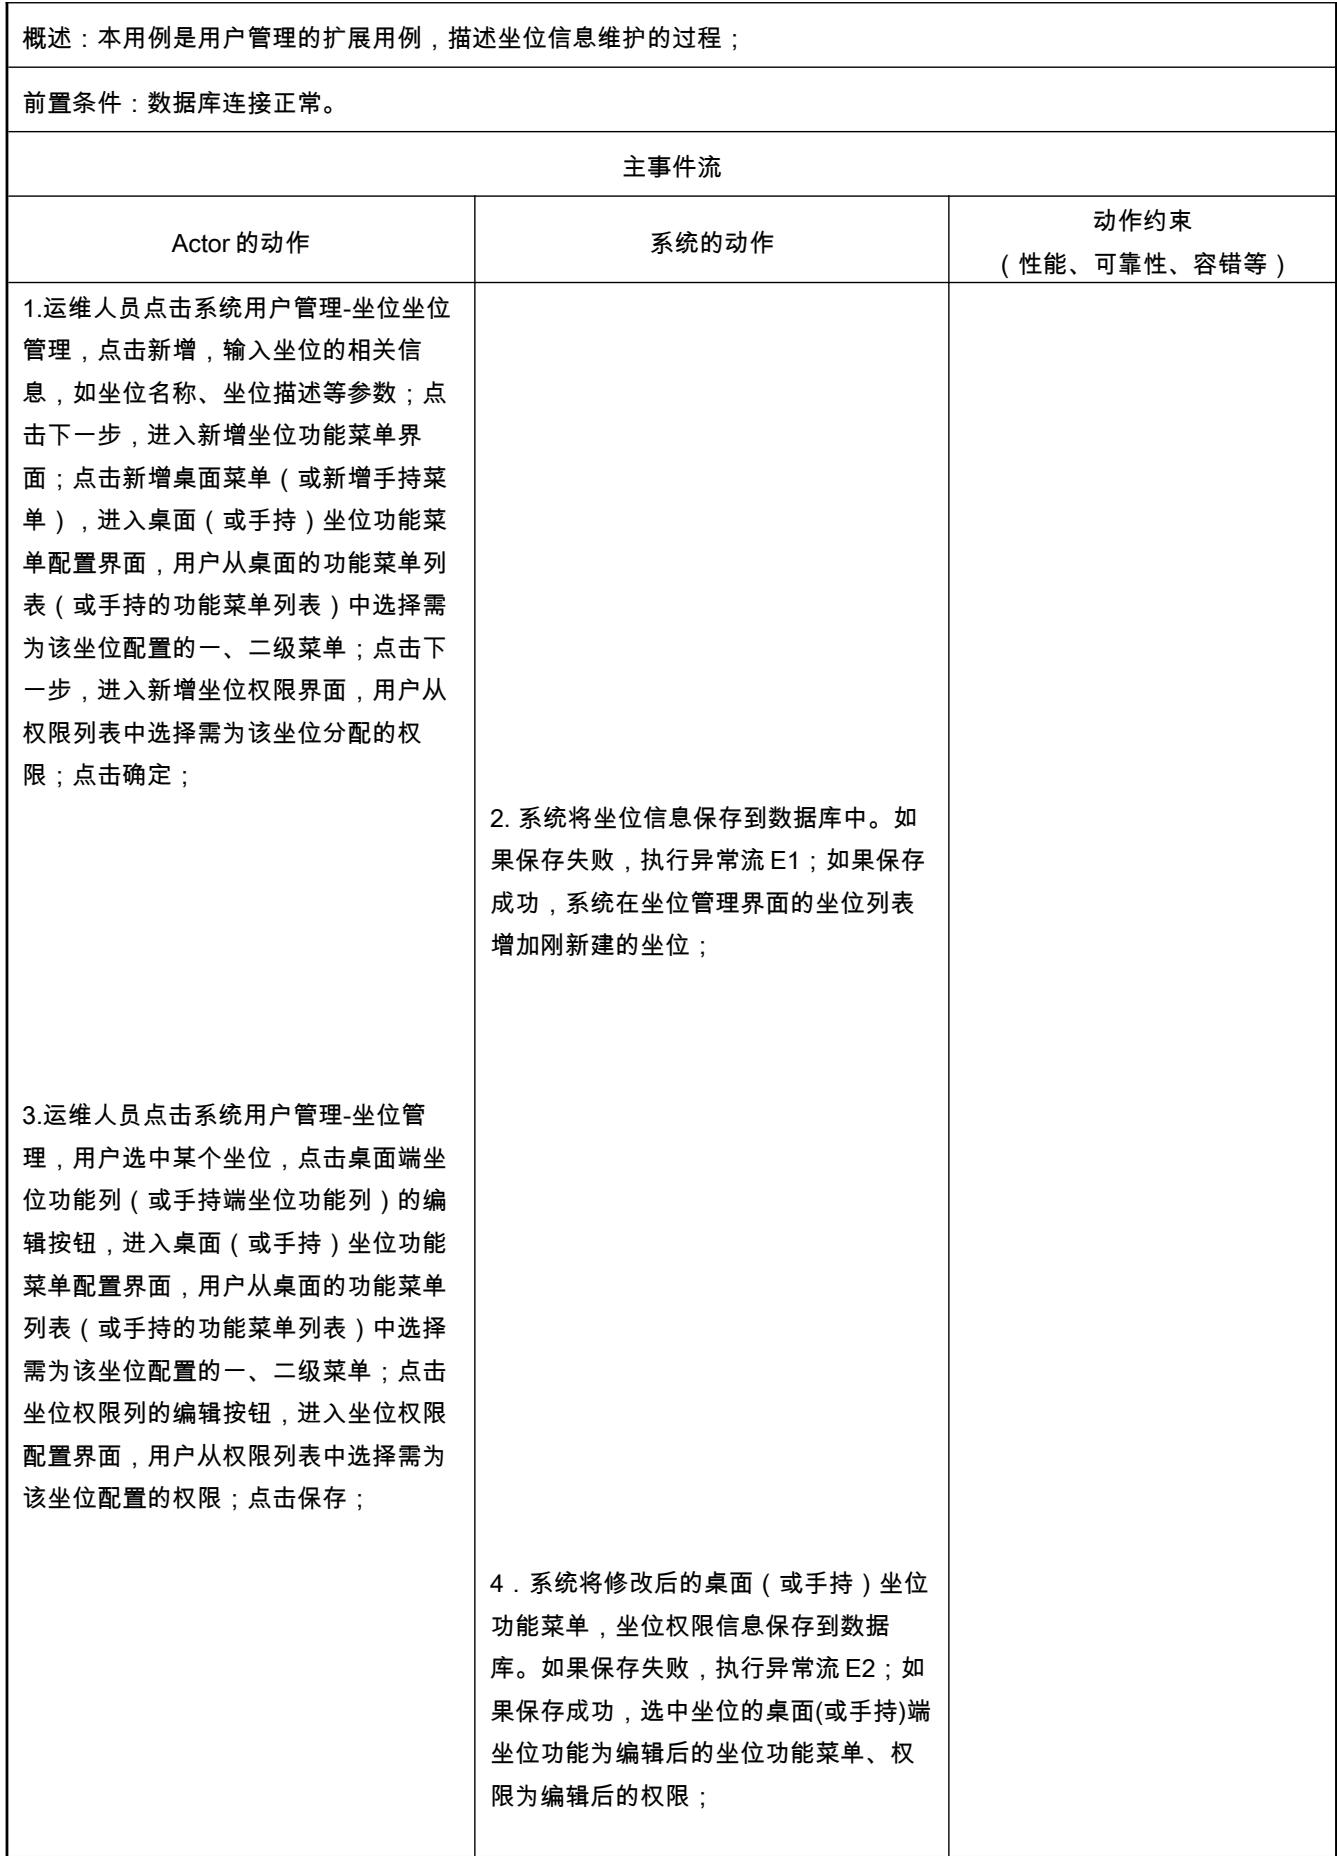 概述：本用例是用户管理的扩展用例，描述坐位信息维护的过程；
前置条件：数据库连接正常。
主事件流
Actor 的动作
系统的动作
动作约束
（性能、可靠性、容错等）
1.运维人员点击系统用户管理-坐位坐位
管理，点击新增，输入坐位的相关信
息，如坐位名称、坐位描述等参数；点
击下一步，进入新增坐位功能菜单界
面；点击新增桌面菜单（或新增手持菜
单），进入桌面（或手持）坐位功能菜
单配置界面，用户从桌面的功能菜单列
表（或手持的功能菜单列表）中选择需
为该坐位配置的一、二级菜单；点击下
一步，进入新增坐位权限界面，用户从
权限列表中选择需为该坐位分配的权
限；点击确定；
2. 系统将坐位信息保存到数据库中。如
果保存失败，执行异常流 E1；如果保存
成功，系统在坐位管理界面的坐位列表
增加刚新建的坐位；
3.运维人员点击系统用户管理-坐位管
理，用户选中某个坐位，点击桌面端坐
位功能列（或手持端坐位功能列）的编
辑按钮，进入桌面（或手持）坐位功能
菜单配置界面，用户从桌面的功能菜单
列表（或手持的功能菜单列表）中选择
需为该坐位配置的一、二级菜单；点击
坐位权限列的编辑按钮，进入坐位权限
配置界面，用户从权限列表中选择需为
该坐位配置的权限；点击保存；
4．系统将修改后的桌面（或手持）坐位
功能菜单，坐位权限信息保存到数据
库。如果保存失败，执行异常流 E2；如
果保存成功，选中坐位的桌面(或手持)端
坐位功能为编辑后的坐位功能菜单、权
限为编辑后的权限；